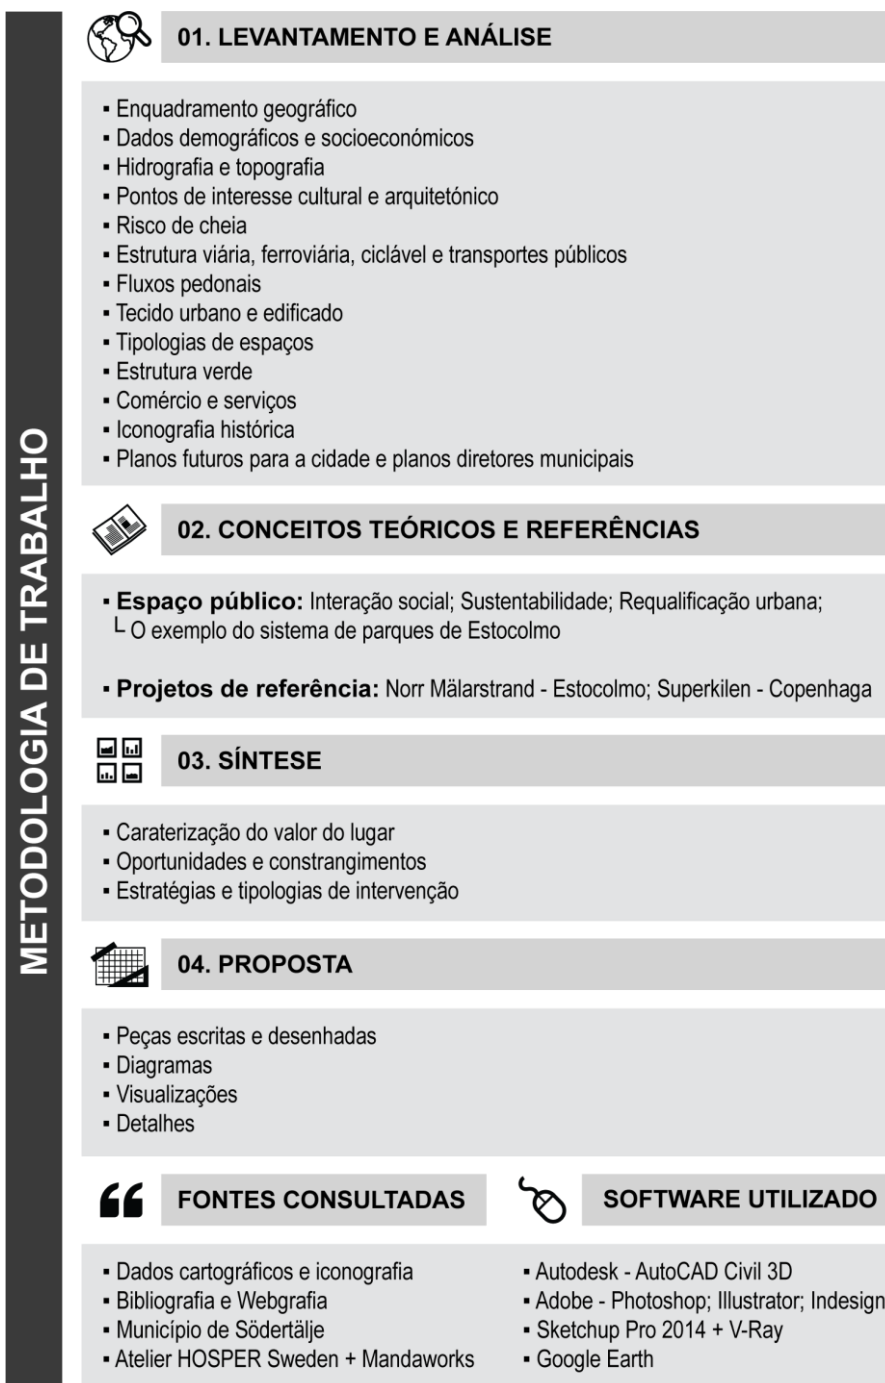 METODOLOGIA DE TRABALHO
01. LEVANTAMENTO E ANÁLISE
▪ Enquadramento geográfico
▪ Dados demográficos e socioeconómicos
▪ Hidrografia e topografia
▪ Pontos de interesse cultural e arquitetónico
▪ Risco de cheia
▪ Estrutura viária, ferroviária, ciclável e transportes públicos
▪ Fluxos pedonais
▪ Tecido urbano e edificado
▪ Tipologias de espaços
▪ Estrutura verde
▪ Comércio e serviços
▪ Iconografia histórica
▪ Planos futuros para a cidade e planos diretores municipais
02. CONCEITOS TEÓRICOS E REFERÊNCIAS
▪ Espaço público: Interação social; Sustentabilidade; Requalificação urbana;
└ O exemplo do sistema de parques de Estocolmo
▪ Projetos de referência: Norr Mälarstrand - Estocolmo; Superkilen - Copenhaga
03. SÍNTESE
▪ Caraterização do valor do lugar
▪ Oportunidades e constrangimentos
▪ Estratégias e tipologias de intervenção
04. PROPOSTA
▪ Peças escritas e desenhadas
▪ Diagramas
▪ Visualizações
▪ Detalhes
FONTES CONSULTADAS
▪ Dados cartográficos e iconografia
▪ Bibliografia e Webgrafia
▪ Município de Södertälje
▪ Atelier HOSPER Sweden + Mandaworks
SOFTWARE UTILIZADO
▪ Autodesk - AutoCAD Civil 3D
▪ Adobe - Photoshop; Illustrator; Indesign
▪ Sketchup Pro 2014 + V-Ray
▪ Google Earth